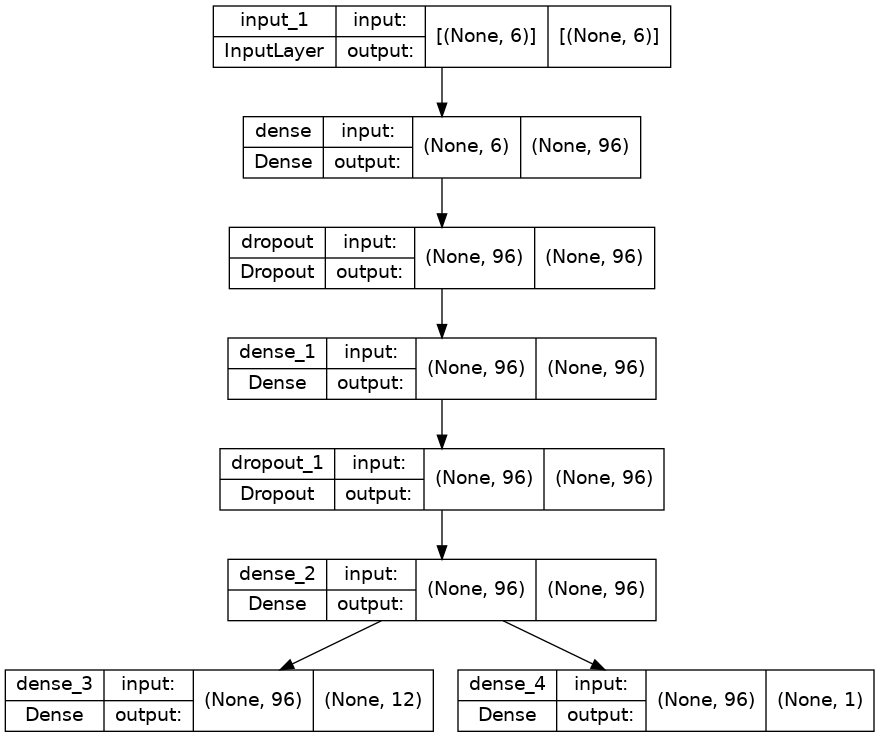 input_1 input: [(None, 6)] [(None, 6)]
InputLayer output:
dense input: (None, 6) (None, 96)
Dense output:
dropout input: (None, 96) (None, 96)
Dropout output:
dense_1 input: (None, 96) (None, 96)
Dense output:
dropout_1 input: (None, 96) (None, 96)
Dropout output:
dense_2 input: (None, 96) (None, 96)
Dense output:
dense_3 input: (None, 96) (None, 12)
Dense output:
dense_4 input: (None, 96) (None, 1)
Dense output: